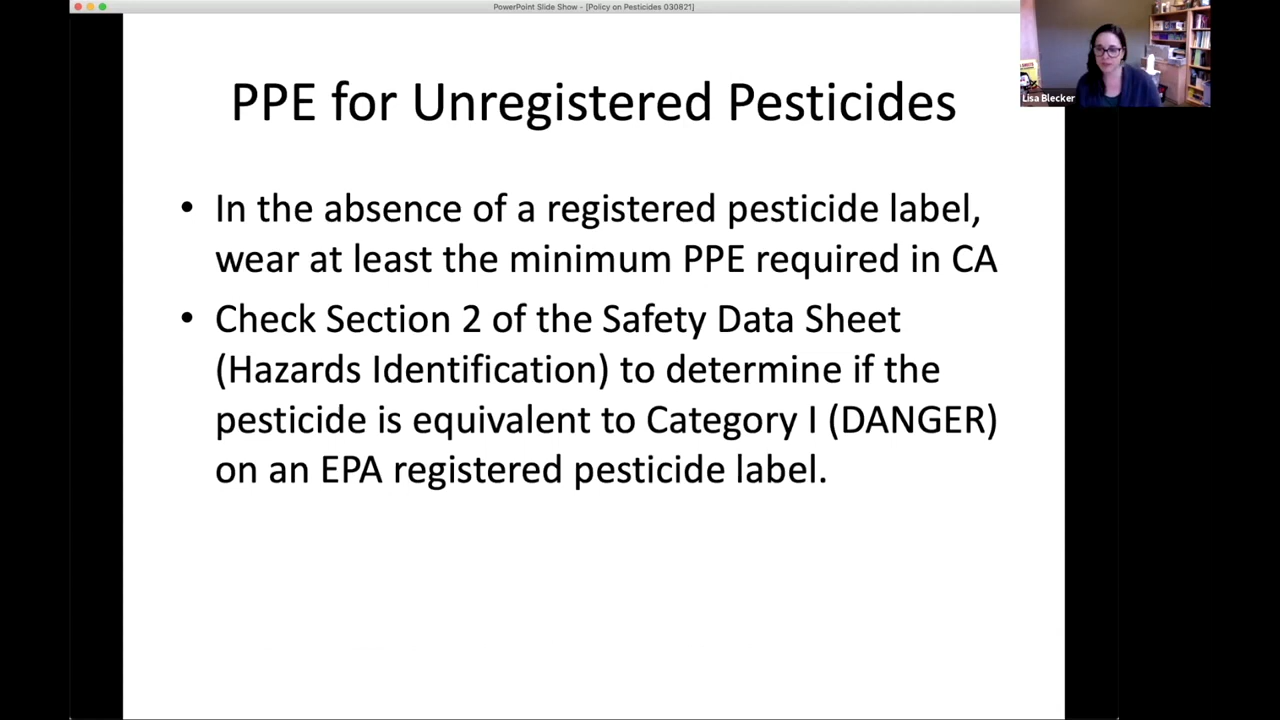 PowerPoint Slide Show - [Policy on Pesticides 030821]
Lisa Blecker
PPE for Unregistered Pesticides
• In the absence of a registered pesticide label,
wear at least the minimum PPE required in CA
• Check Section 2 of the Safety Data Sheet
(Hazards Identification) to determine if the
pesticide is equivalent to Category I (DANGER)
on an EPA registered pesticide label.